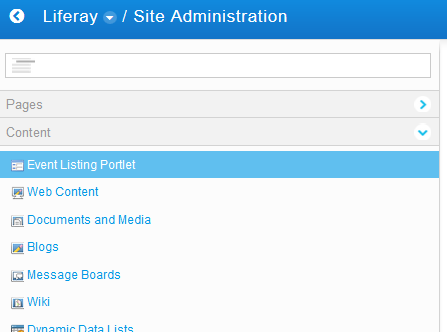 Liferay / Site Administration
Pages
Content
Event Listing Portlet
Web Content
Documents and Media
Blogs
Message Boards
Wiki
Dynamic Data Lists